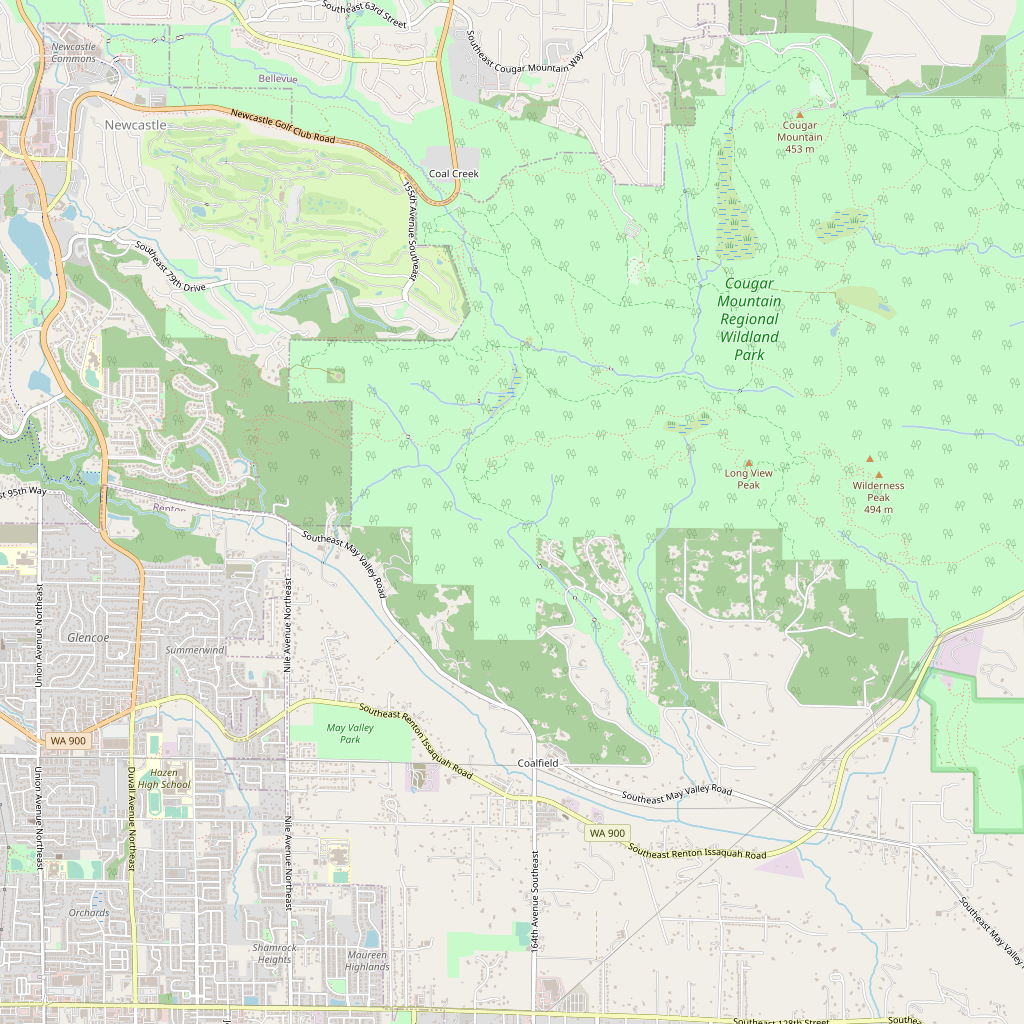 Southeast 63rd Street
Southeast Cougar Mountain Way
Newcastle
Commons
Bellevue
Newcastle
Newcastle Golf Club Road
Cougar
Mountain
453 m
Coal Creek
155th Avenue Southeast
Southeast 79th Drive
Cougar
Mountain
Regional
Wildland
Park
Long View
Peak
Wilderness
Peak
494 m
st 95th Way
Renton
Southeast May Valley Road
Union Avenue Northeast
Nile Avenue Northeast
Glencoe
Summerwind
Southeast Renton Issaquah Road
May Valley
Park
WA 900
Coalfield
Hazen
High School
Southeast May Valley Road
Union Avenue Northeast
Duvall Avenue Northeast
Nile Avenue Northeast
WA 900
Southeast Renton Issaquah Road
164th Avenue Southeast
Southeast May Valley
Orchards
Shamrock
Heights
Maureen
Highlands
Southeast 128th Street
Southe